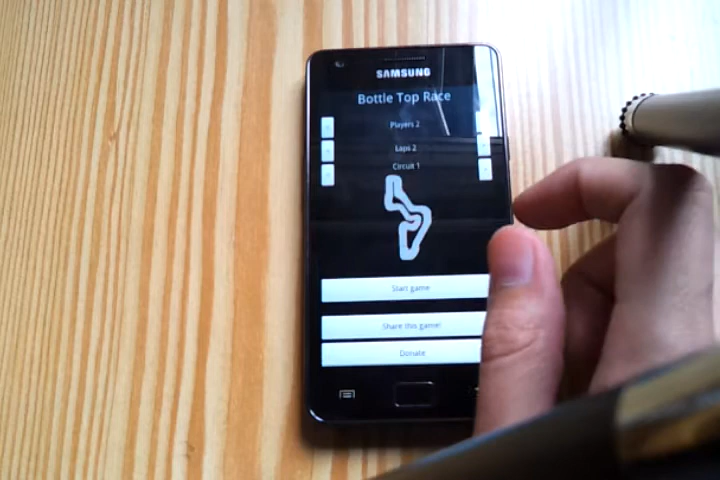 SAMSUNG
Bottle Top Race
Players 2
Laps 2
Circuit 1
Start game
Share this game!
Donate